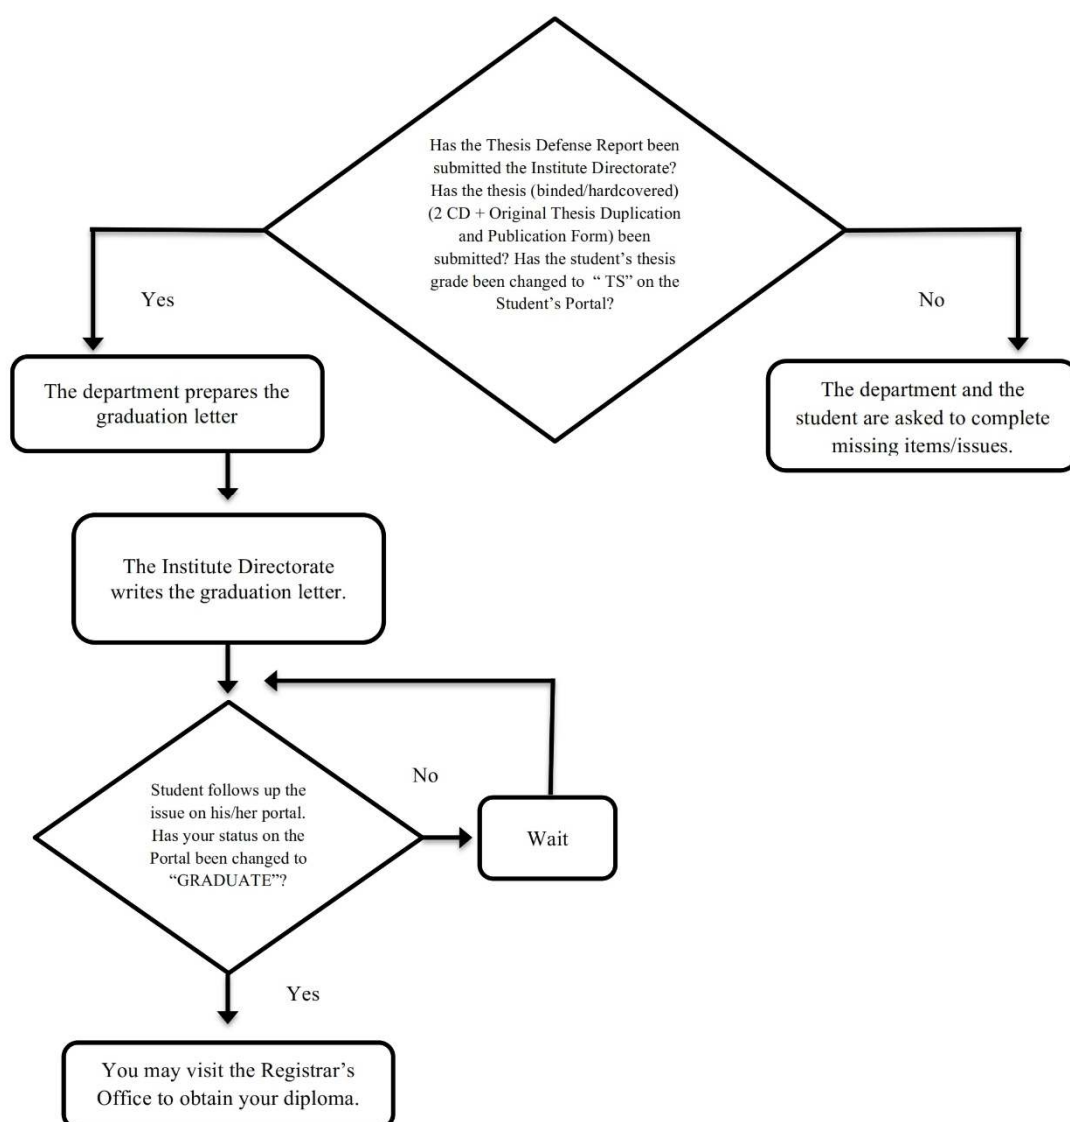 Has the Thesis Defense Report been
submitted the Institute Directorate?
Has the thesis (binded/hardcovered)
(2 CD + Original Thesis Duplication
and Publication Form) been
submitted? Has the student’s thesis
grade been changed to “ TS” on the
Student’s Portal?
Yes
No
The department prepares the
graduation letter
The department and the
student are asked to complete
missing items/issues.
The Institute Directorate
writes the graduation letter.
No
Student follows up the
issue on his/her portal.
Has your status on the
Portal been changed to
“GRADUATE”?
Wait
Yes
You may visit the Registrar’s
Office to obtain your diploma.